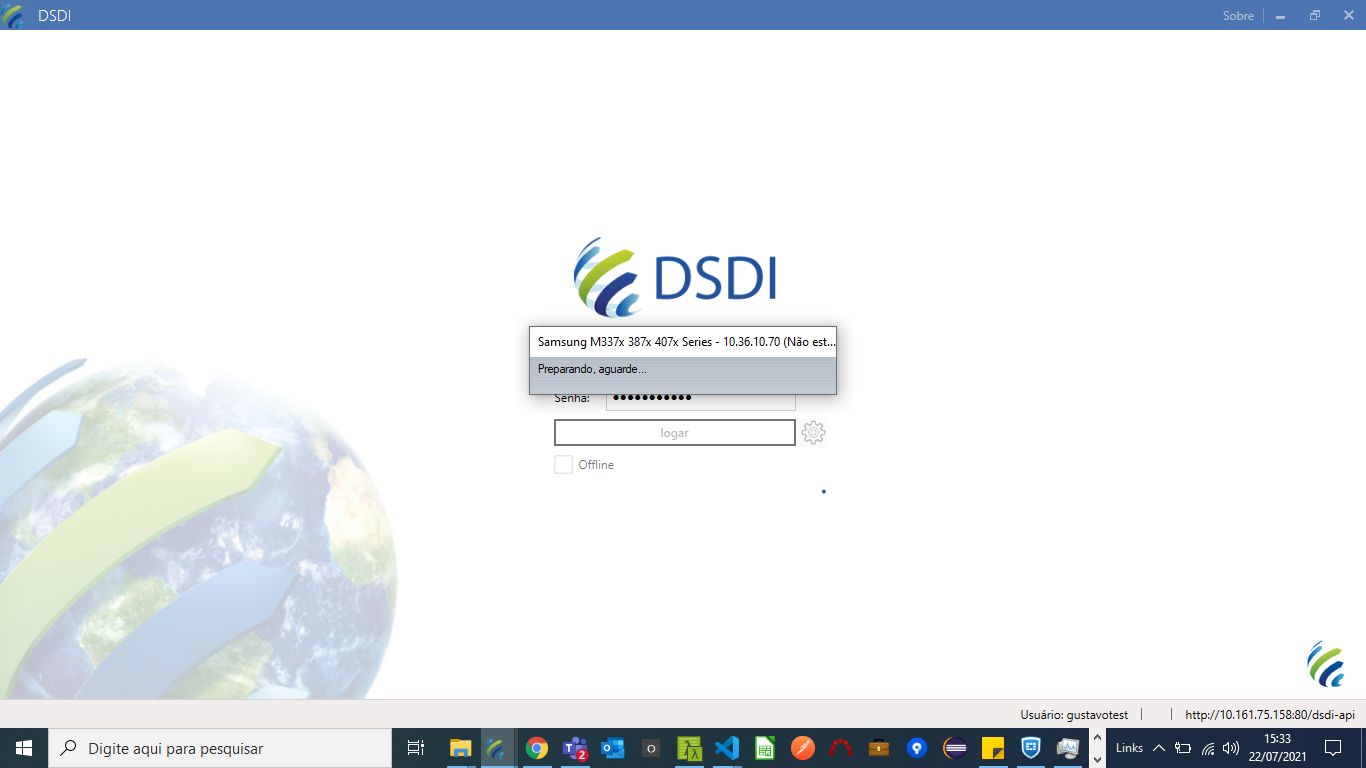 DSDI
Sobre
DSDI
Samsung M337x 387x 407x Series - 10.36.10.70 (Não est...
Preparando, aguarde...
Senha:
logar
Offline
Usuário: gustavotest
http://10.161.75.158:80/dsdi-api
Digite aqui para pesquisar
2
Links
15:33
22/07/2021